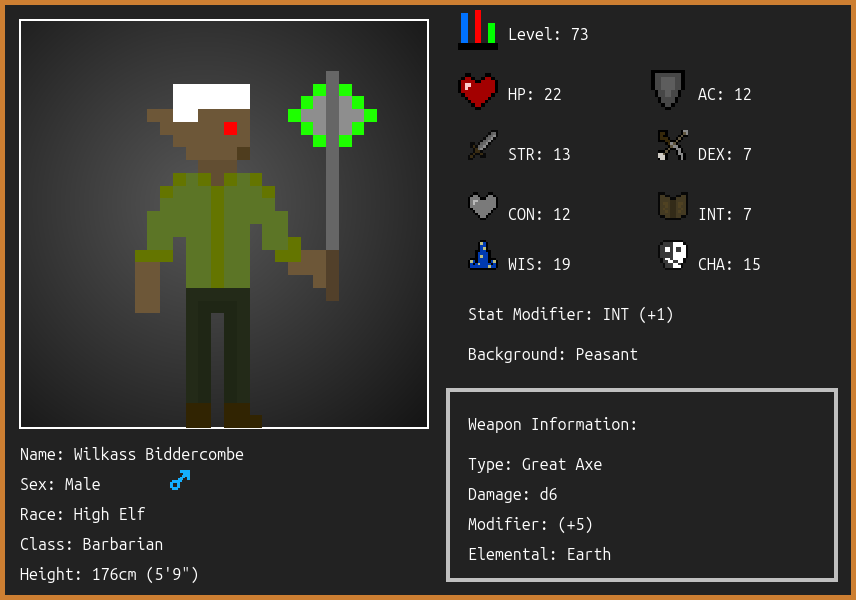 Level: 73
HP: 22
AC: 12
STR: 13
DEX: 7
CON: 12
INT: 7
WIS: 19
CHA: 15
Stat Modifier: INT (+1)
Background: Peasant
Weapon Information:
Type: Great Axe
Damage: d6
Modifier: (+5)
Elemental: Earth
Name: Wilkass Biddercombe
Sex: Male
Race: High Elf
Class: Barbarian
Height: 176cm (5'9")